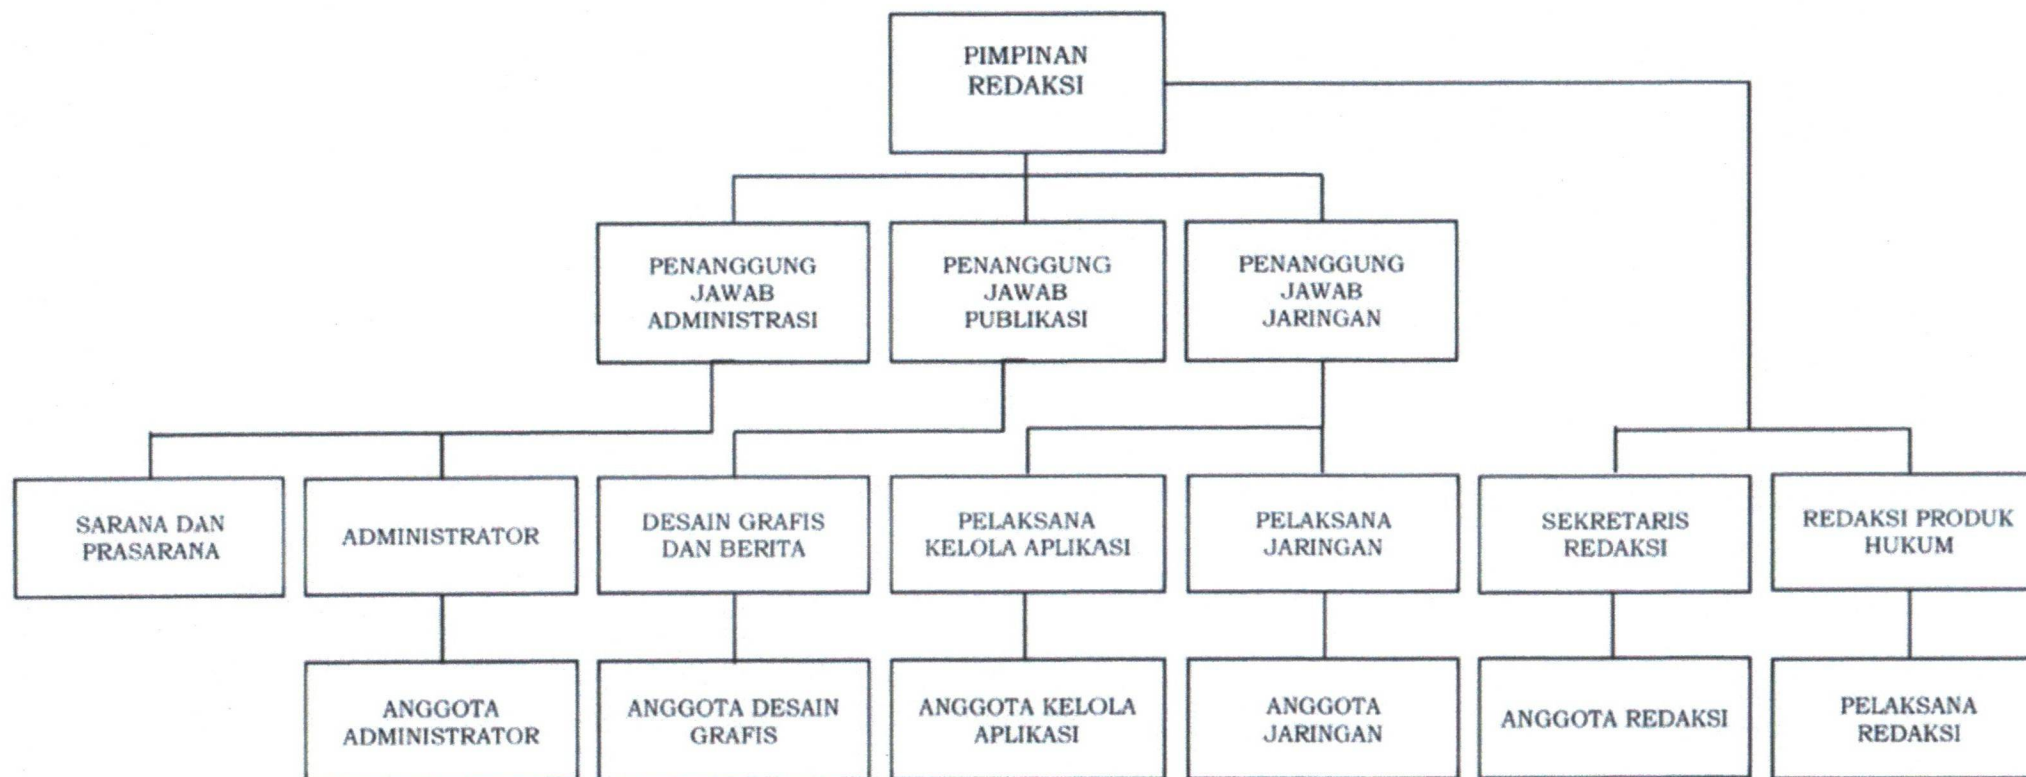 PIMPINAN
REDAKSI
PENANGGUNG
JAWAB
ADMINISTRASI
PENANGGUNG
JAWAB
PUBLIKASI
PENANGGUNG
JAWAB
JARINGAN
SARANA DAN
PRASARANA
ADMINISTRATOR
DESAIN GRAFIS
DAN BERITA
PELAKSANA
KELOLA APLIKASI
PELAKSANA
JARINGAN
SEKRETARIS
REDAKSI
REDAKSI PRODUK
HUKUM
ANGGOTA
ADMINISTRATOR
ANGGOTA DESAIN
GRAFIS
ANGGOTA KELOLA
APLIKASI
ANGGOTA
JARINGAN
ANGGOTA REDAKSI
PELAKSANA
REDAKSI